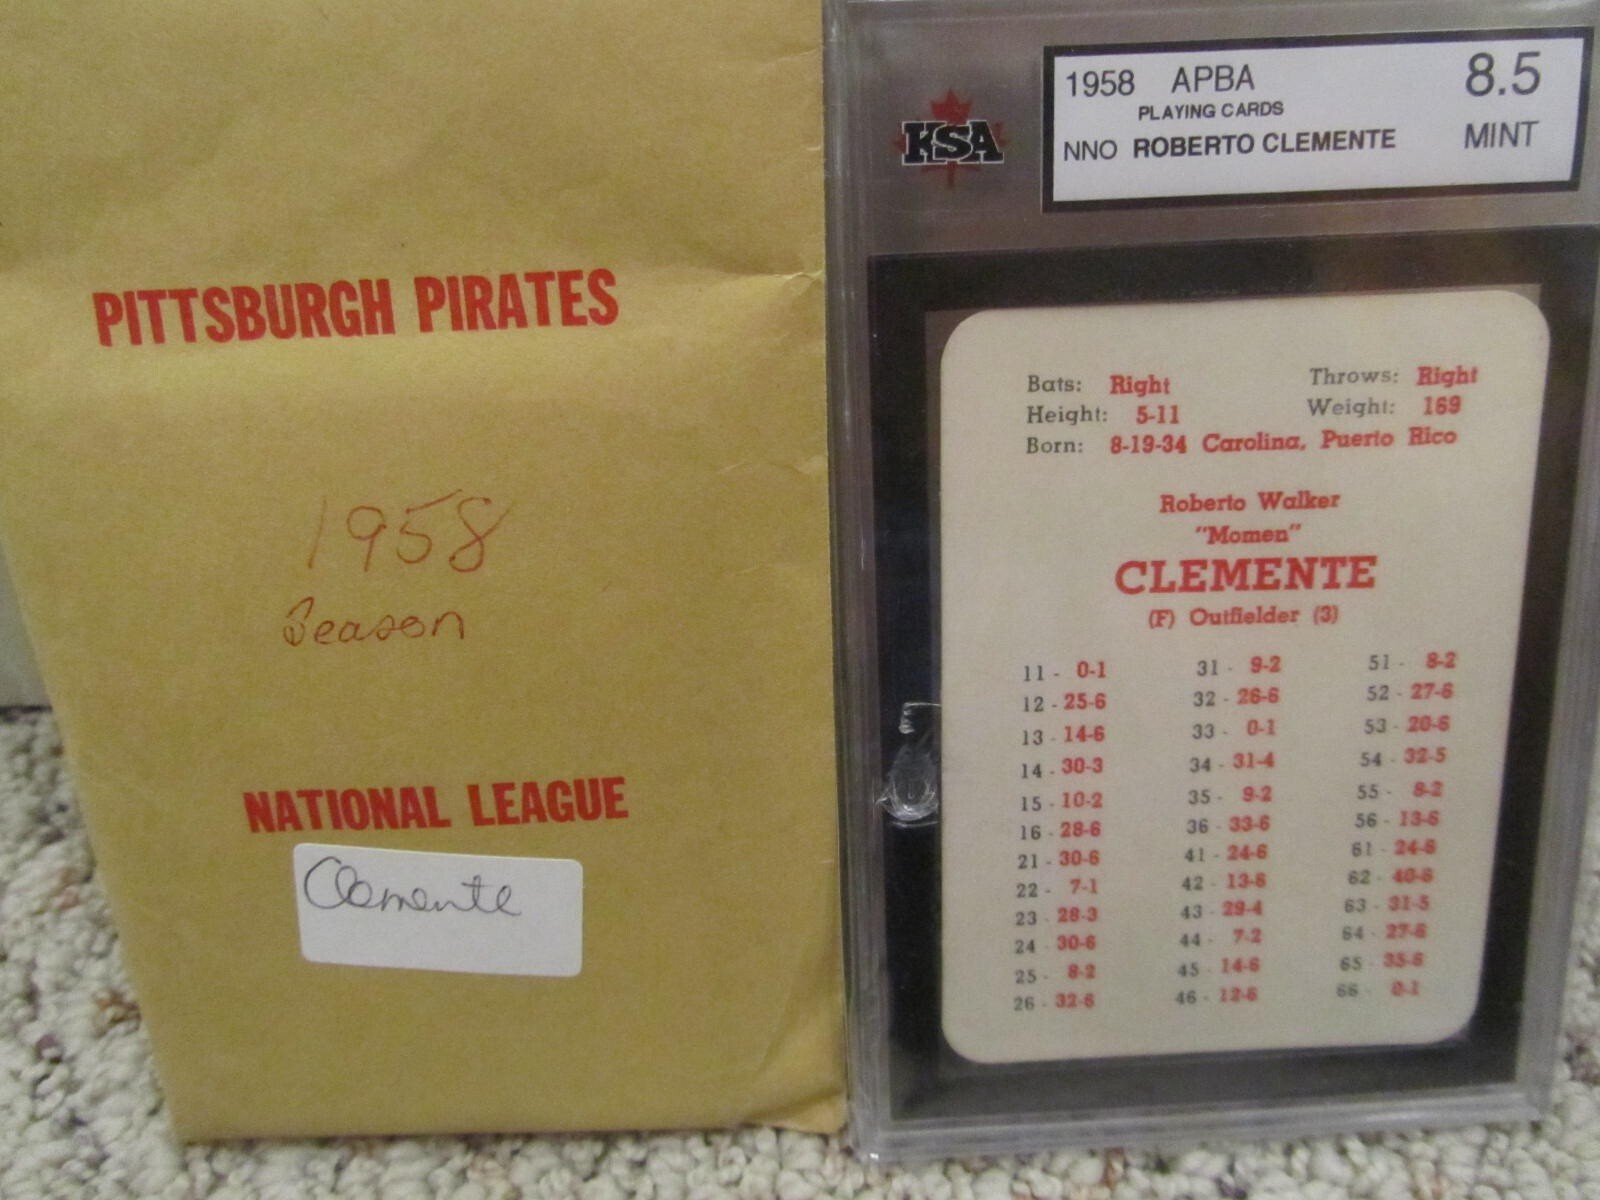 PITTSBURGH PIRATES
1958
Season
NATIONAL LEAGUE
Clemente
KSA
1958 APBA 8.5
PLAYING CARDS
NNO ROBERTO CLEMENTE MINT
Bats: Right Throws: Right
Height: 5-11 Weight: 169
Born: 8-19-34 Carolina, Puerto Rico
Roberto Walker
"Momen"
CLEMENTE
(F) Outfielder (3)
11 - 0-1 31 - 9-2 51 - 8-2
12 - 25-6 32 - 26-6 52 - 27-6
13 - 14-6 33 - 0-1 53 - 20-6
14 - 30-3 34 - 31-4 54 - 32-5
15 - 10-2 35 - 9-2 55 - 8-2
16 - 28-6 36 - 33-6 56 - 13-6
21 - 30-6 41 - 24-6 61 - 24-6
22 - 7-1 42 - 13-6 62 - 40-6
23 - 28-3 43 - 29-4 63 - 31-5
24 - 30-6 44 - 7-2 64 - 27-6
25 - 8-2 45 - 14-6 65 - 35-6
26 - 32-6 46 - 12-6 66 - 0-1